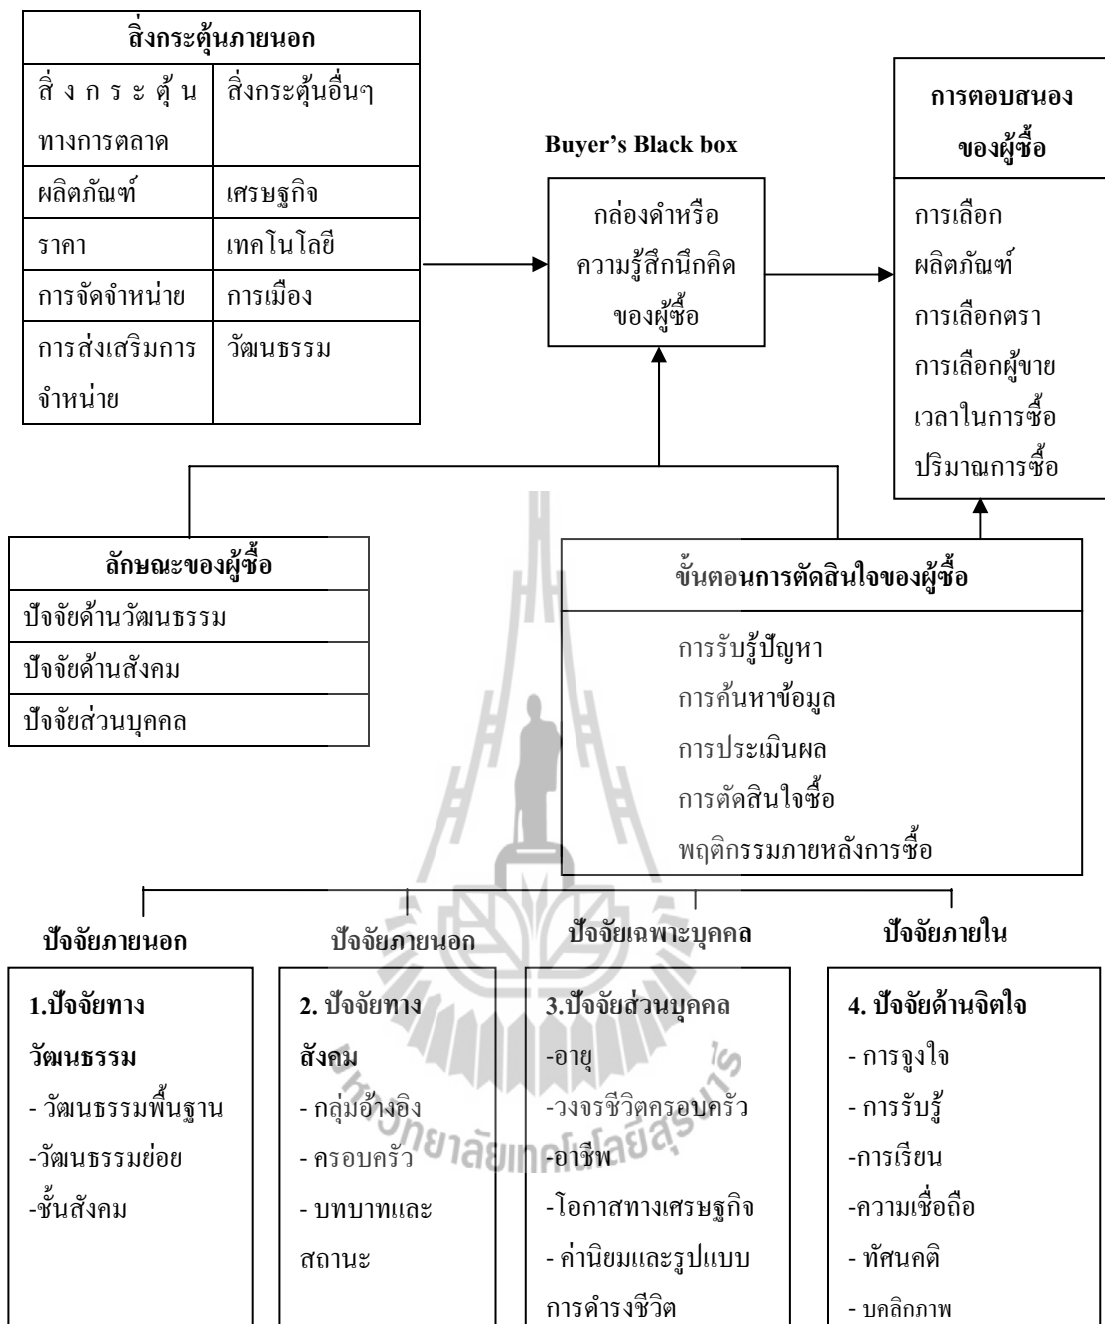 สิ่งกระตุ้นภายนอก
สิ่งกระตุ้น สิ่งกระตุ้นอื่นๆ
ทางการตลาด
ผลิตภัณฑ์ เศรษฐกิจ
ราคา เทคโนโลยี
การจัดจำหน่าย การเมือง
การส่งเสริมการ วัฒนธรรม
จำหน่าย
Buyer's Black box
กล่องดำหรือ
ความรู้สึกนึกคิด
ของผู้ซื้อ
การตอบสนอง
ของผู้ซื้อ
การเลือก
ผลิตภัณฑ์
การเลือกตรา
การเลือกผู้ขาย
เวลาในการซื้อ
ปริมาณการซื้อ
ลักษณะของผู้ซื้อ
ปัจจัยด้านวัฒนธรรม
ปัจจัยด้านสังคม
ปัจจัยส่วนบุคคล
ขั้นตอนการตัดสินใจของผู้ซื้อ
การรับรู้ปัญหา
การค้นหาข้อมูล
การประเมินผล
การตัดสินใจซื้อ
พฤติกรรมภายหลังการซื้อ
ปัจจัยภายนอก
1.ปัจจัยทาง
วัฒนธรรม
- วัฒนธรรมพื้นฐาน
-วัฒนธรรมย่อย
-ชั้นสังคม
ปัจจัยภายนอก
2. ปัจจัยทาง
สังคม
- กลุ่มอ้างอิง
- ครอบครัว
- บทบาทและ
สถานะ
ปัจจัยเฉพาะบุคคล
3.ปัจจัยส่วนบุคคล
-อายุ
-วงจรชีวิตครอบครัว
-อาชีพ
-โอกาสทางเศรษฐกิจ
- ค่านิยมและรูปแบบ
การดำรงชีวิต
ปัจจัยภายใน
4. ปัจจัยด้านจิตใจ
- การจูงใจ
- การรับรู้
-การเรียน
-ความเชื่อถือ
- ทัศนคติ
- บคลิกภาพ
มหาวิทยาลัยเทคโนโลยีสุรนารี